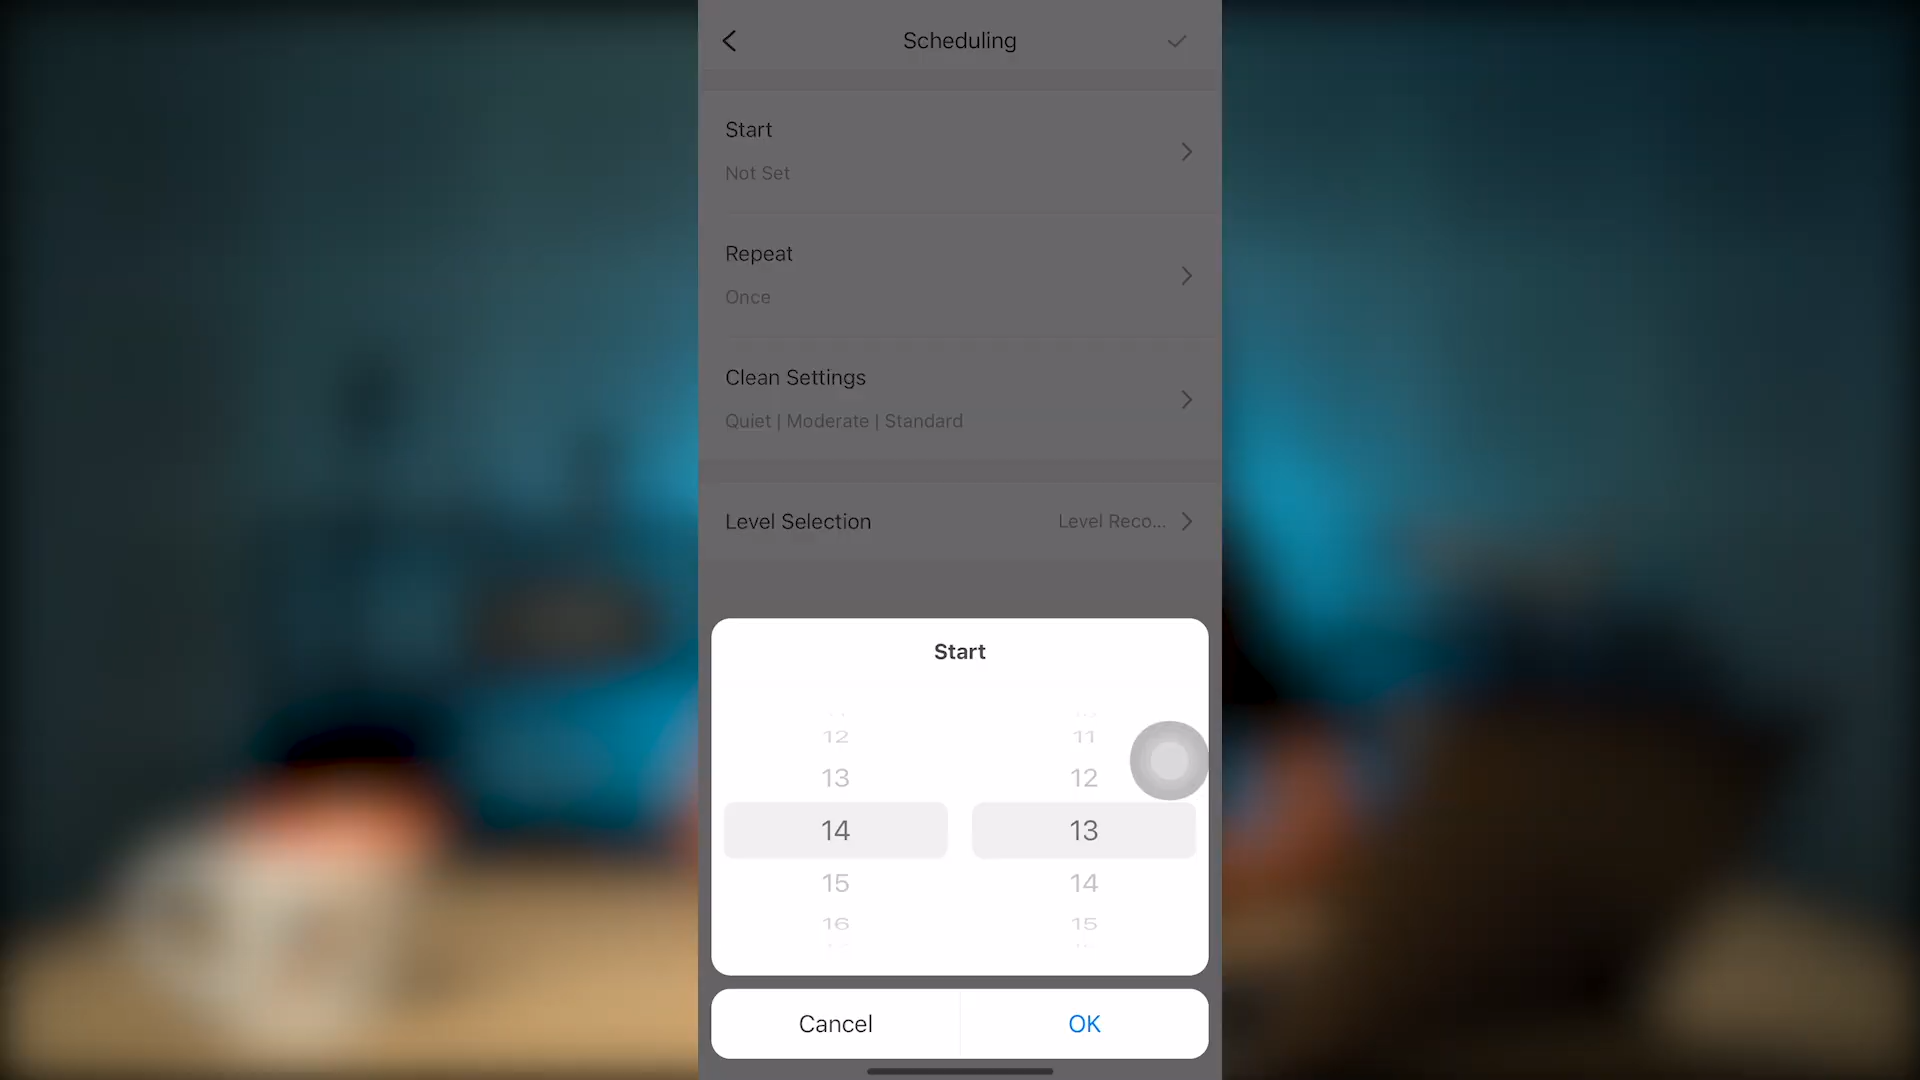 Scheduling
Start
Not Set
Repeat
Once
Clean Settings
Quiet | Moderate | Standard
Level Selection
Level Reco...
Start
12 11
13 12
14 13
15 14
16 15
Cancel OK